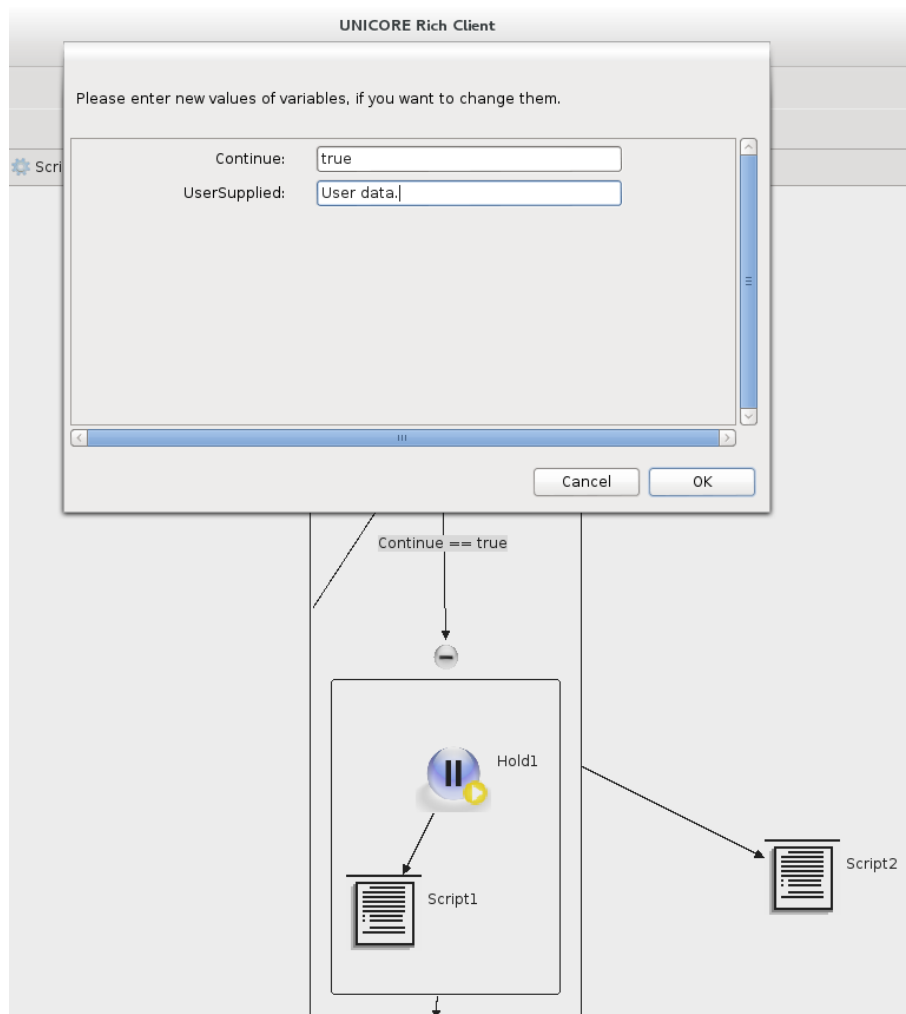 UNICORE Rich Client
Please enter new values of variables, if you want to change them.
Scri
Continue: true
UserSupplied: User data.
Cancel OK
Continue == true
Hold1
Script2
Script1